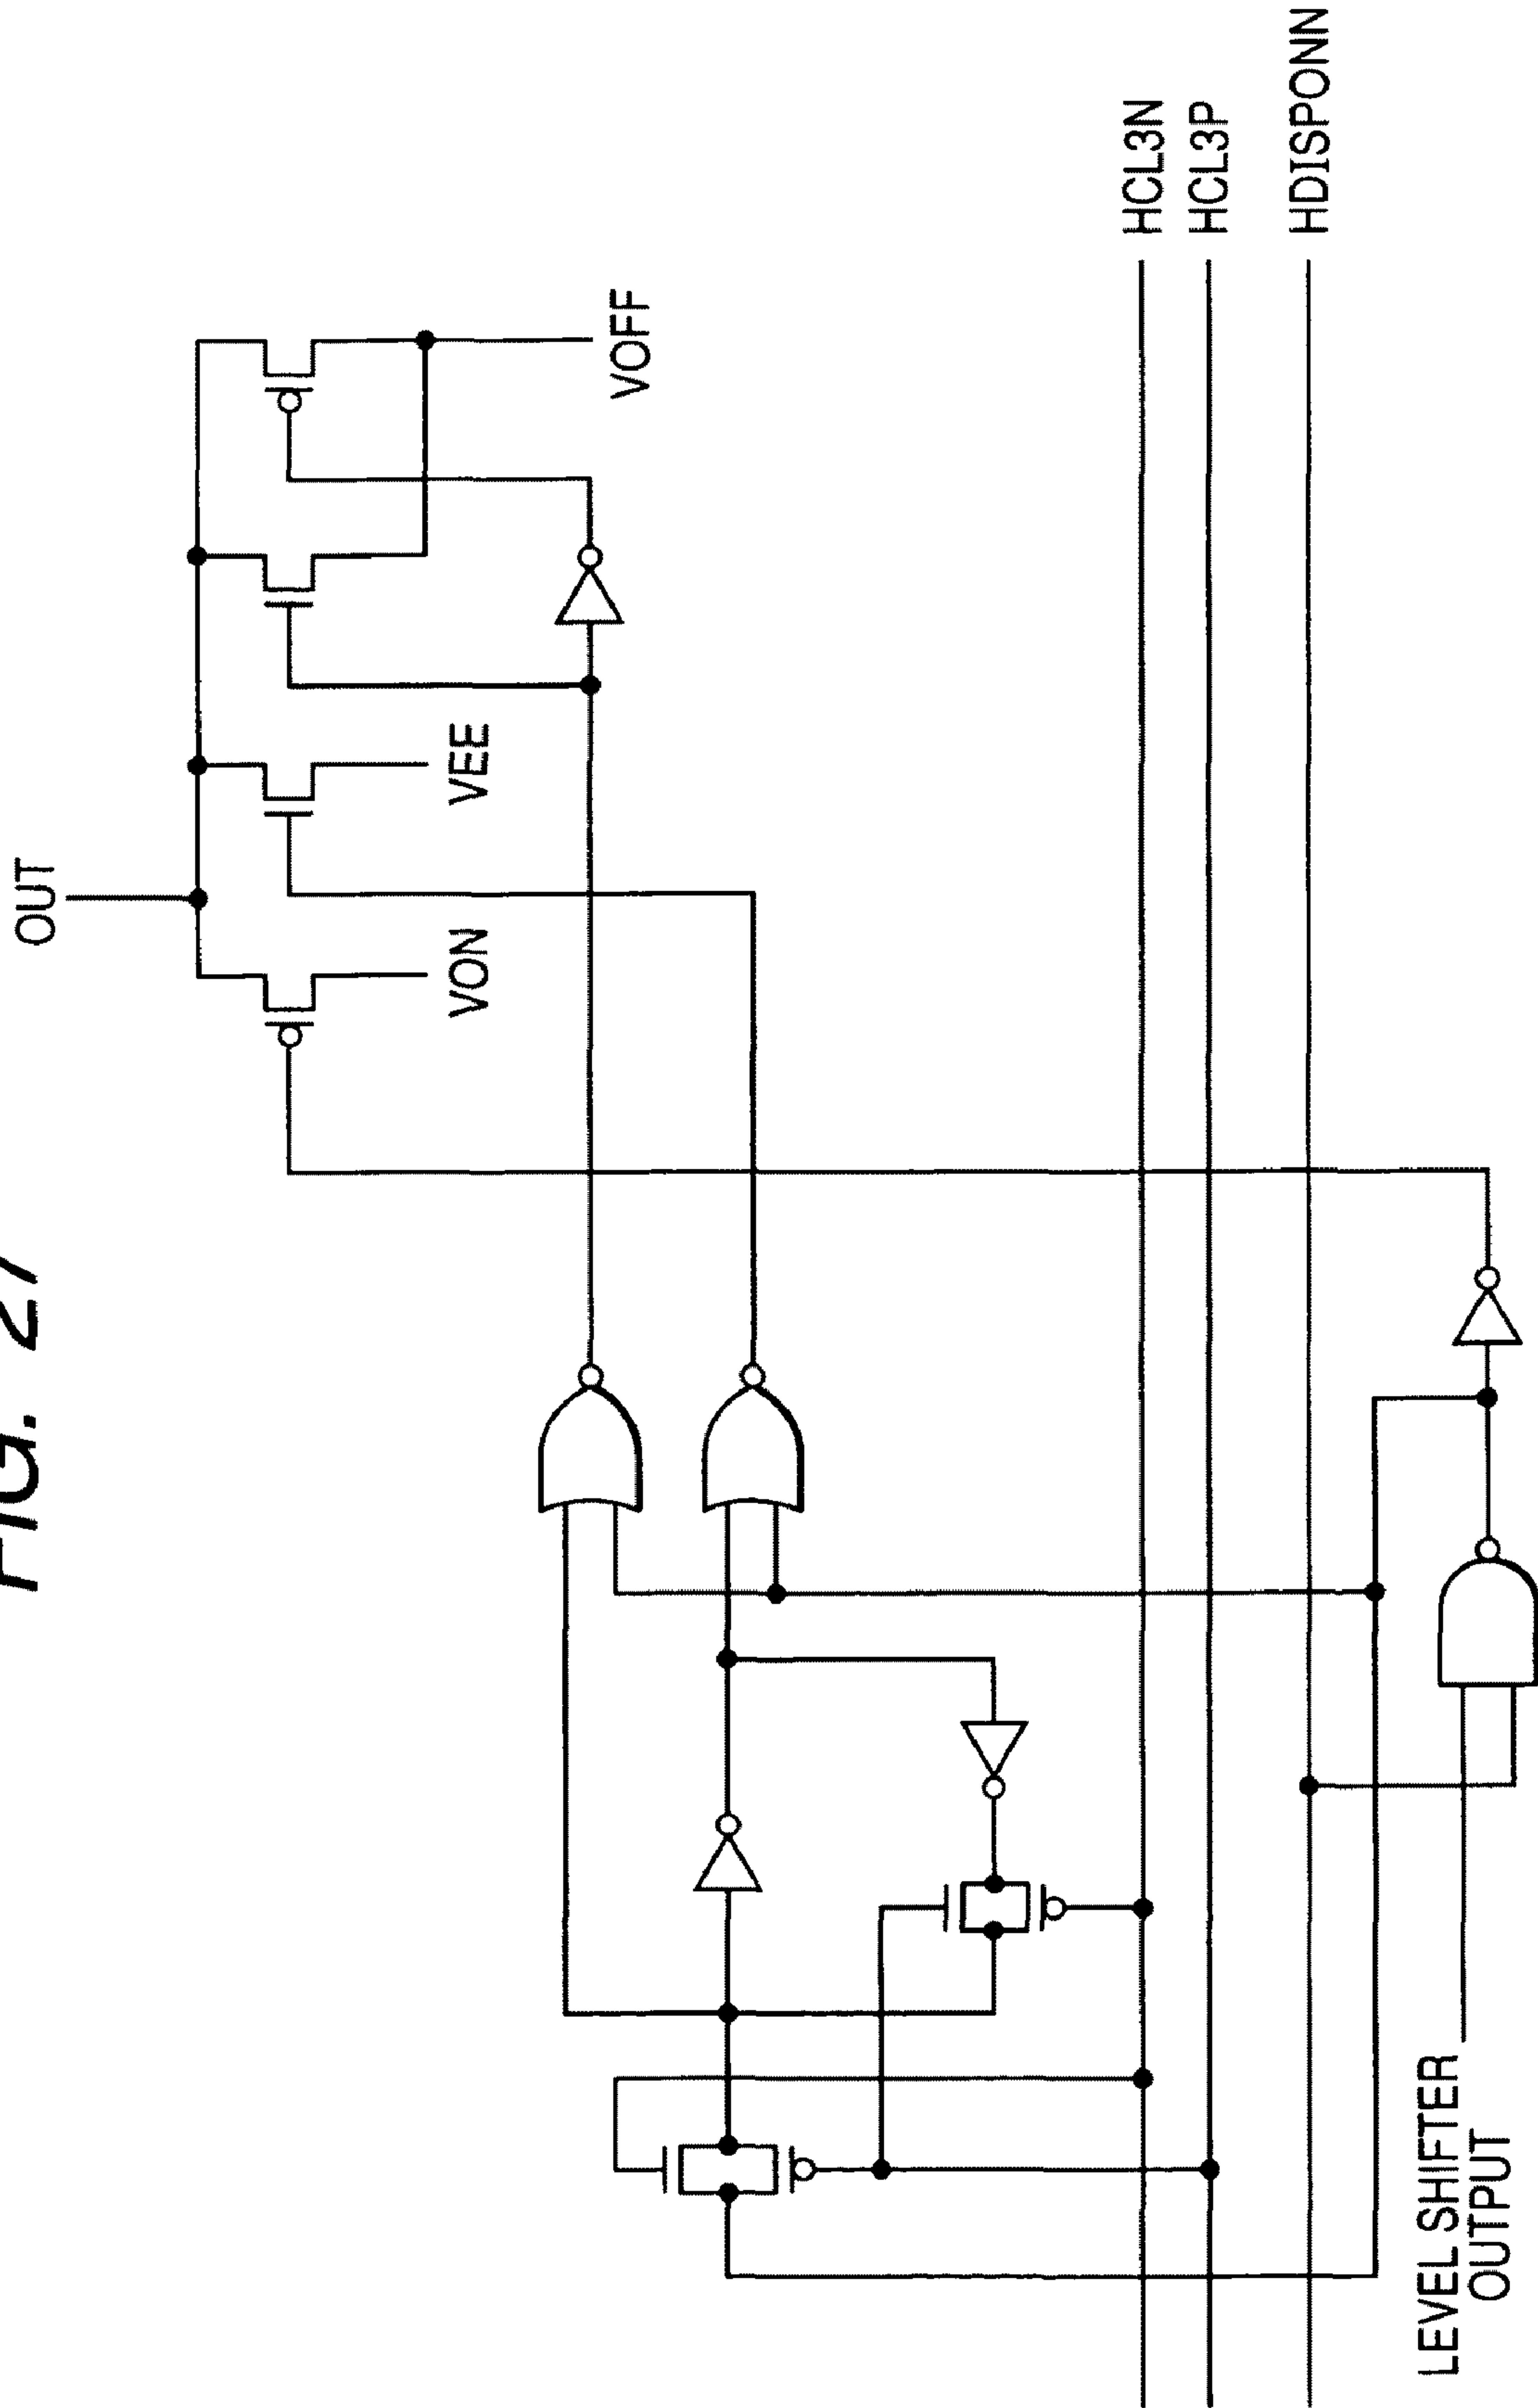 FIG. 27
OUT
VON
VEE
VOFF
HCL3N
HCL3P
HDISPONN
LEVEL SHIFTER
OUTPUT